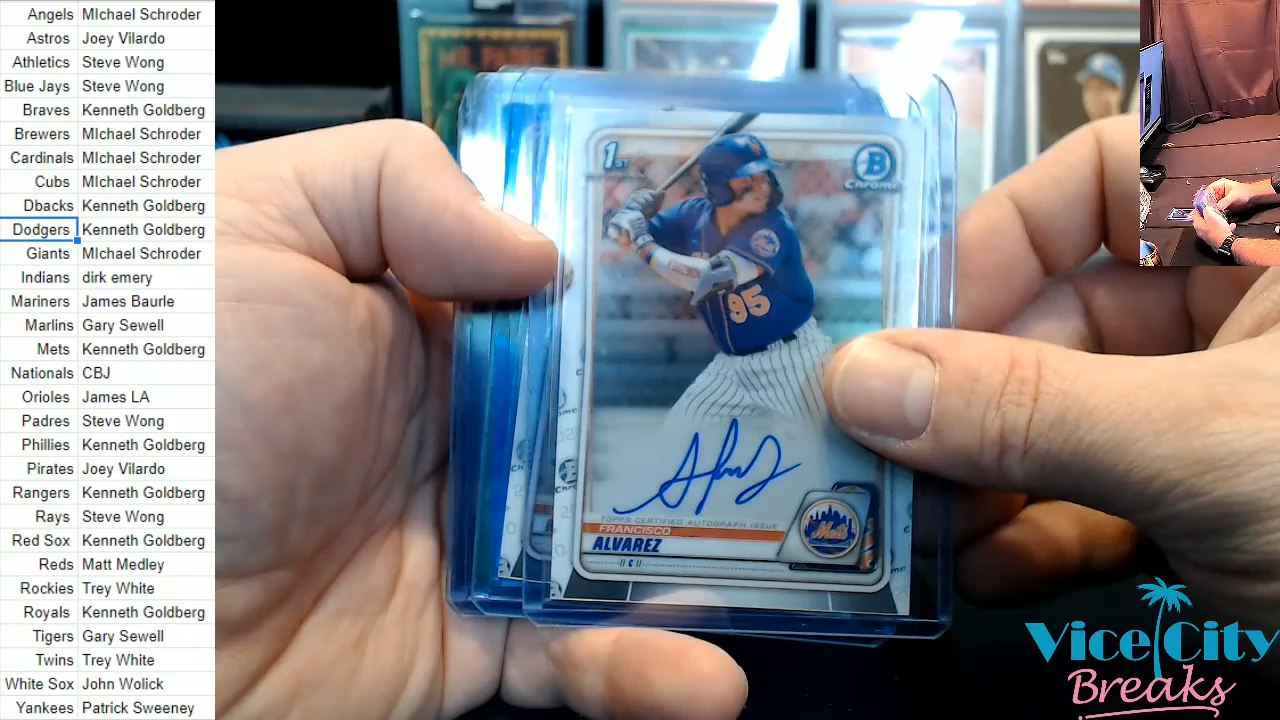 Angels MIchael Schroder
Astros Joey Vilardo
Athletics Steve Wong
Blue Jays Steve Wong
Braves Kenneth Goldberg
Brewers MIchael Schroder
Cardinals MIchael Schroder
Cubs MIchael Schroder
Dbacks Kenneth Goldberg
Dodgers Kenneth Goldberg
Giants MIchael Schroder
Indians dirk emery
Mariners James Baurle
Marlins Gary Sewell
Mets Kenneth Goldberg
Nationals CBJ
Orioles James LA
Padres Steve Wong
Phillies Kenneth Goldberg
Pirates Joey Vilardo
Rangers Kenneth Goldberg
Rays Steve Wong
Red Sox Kenneth Goldberg
Reds Matt Medley
Rockies Trey White
Royals Kenneth Goldberg
Tigers Gary Sewell
Twins Trey White
White Sox John Wolick
Yankees Patrick Sweeney
1ST
B
Chrome
95
TOPPS CERTIFIED AUTOGRAPH ISSUE
FRANCISCO
ALVAREZ
C
Mets
Vice City
Breaks